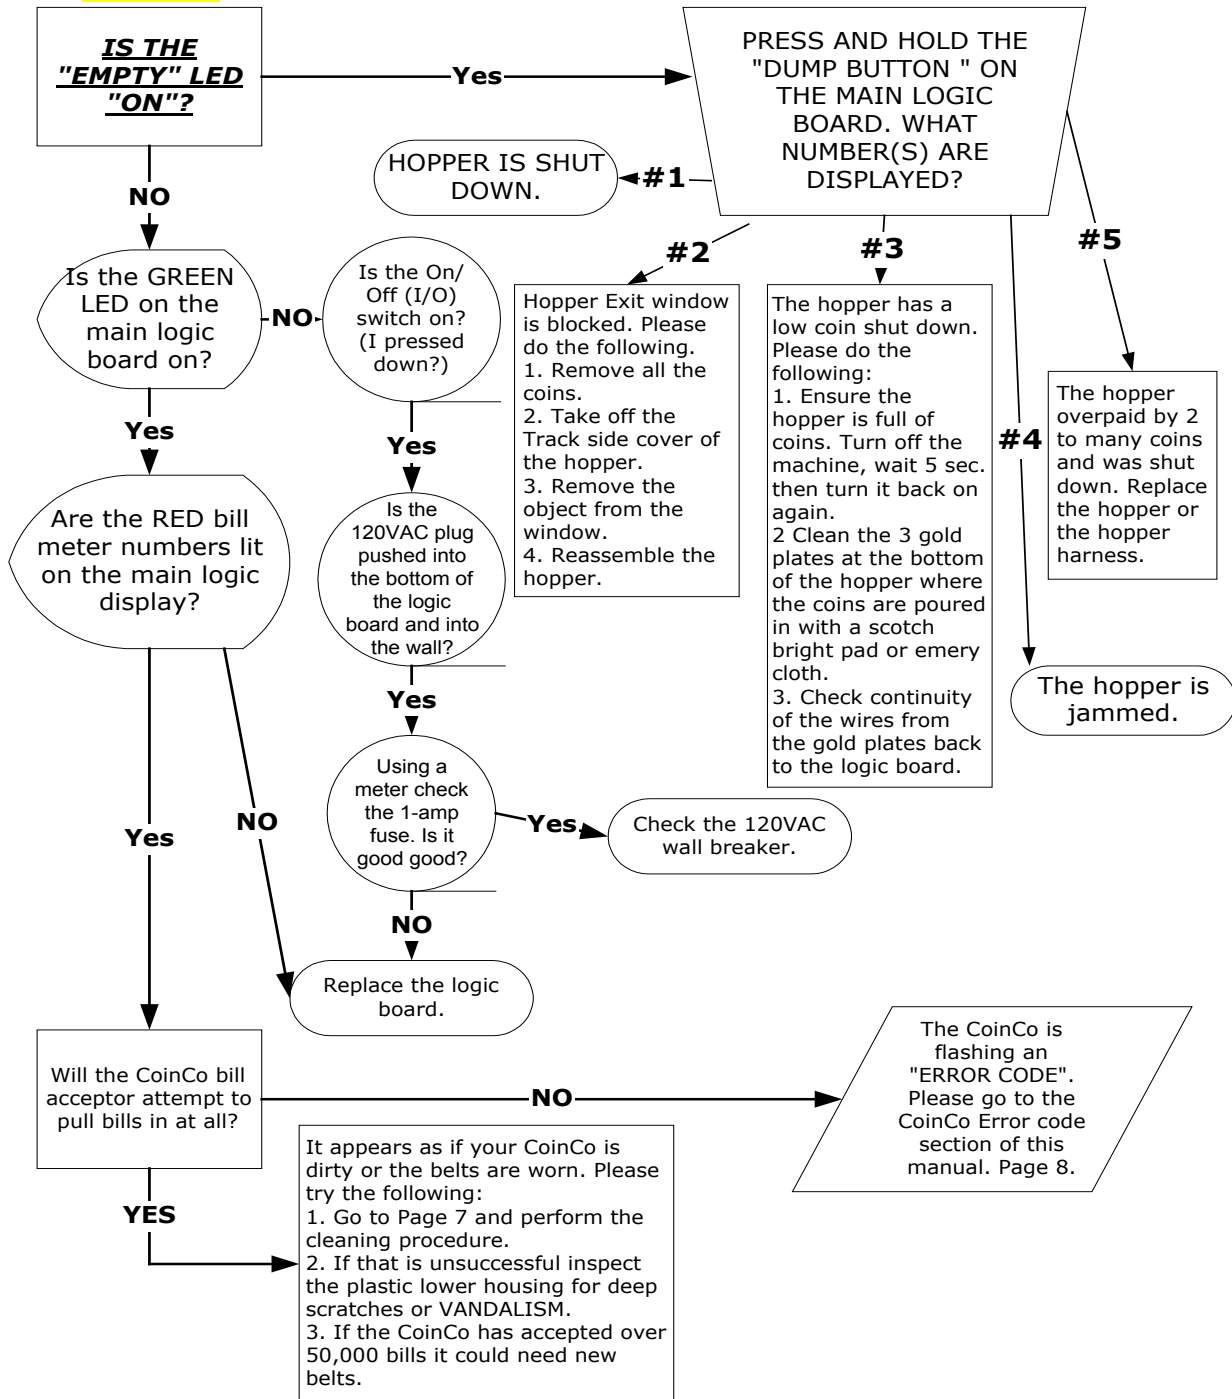 IS THE
"EMPTY" LED
"ON"?
Yes
PRESS AND HOLD THE
"DUMP BUTTON " ON
THE MAIN LOGIC
BOARD. WHAT
NUMBER(S) ARE
DISPLAYED?
#1
HOPPER IS SHUT
DOWN.
#2
Hopper Exit window
is blocked. Please
do the following.
1. Remove all the
coins.
2. Take off the
Track side cover of
the hopper.
3. Remove the
object from the
window.
4. Reassemble the
hopper.
#3
The hopper has a
low coin shut down.
Please do the
following:
1. Ensure the
hopper is full of
coins. Turn off the
machine, wait 5 sec.
then turn it back on
again.
2 Clean the 3 gold
plates at the bottom
of the hopper where
the coins are poured
in with a scotch
bright pad or emery
cloth.
3. Check continuity
of the wires from
the gold plates back
to the logic board.
#4
The hopper is
jammed.
#5
The hopper
overpaid by 2
to many coins
and was shut
down. Replace
the hopper or
the hopper
harness.
NO
Is the GREEN
LED on the
main logic
board on?
NO
Is the On/
Off (I/O)
switch on?
(I pressed
down?)
Yes
Is the
120VAC plug
pushed into
the bottom of
the logic
board and into
the wall?
Yes
Using a
meter check
the 1-amp
fuse. Is it
good good?
Yes
Check the 120VAC
wall breaker.
NO
Replace the logic
board.
Yes
Are the RED bill
meter numbers lit
on the main logic
display?
NO
Yes
Will the CoinCo bill
acceptor attempt to
pull bills in at all?
NO
The CoinCo is
flashing an
"ERROR CODE".
Please go to the
CoinCo Error code
section of this
manual. Page 8.
YES
It appears as if your CoinCo is
dirty or the belts are worn. Please
try the following:
1. Go to Page 7 and perform the
cleaning procedure.
2. If that is unsuccessful inspect
the plastic lower housing for deep
scratches or VANDALISM.
3. If the CoinCo has accepted over
50,000 bills it could need new
belts.